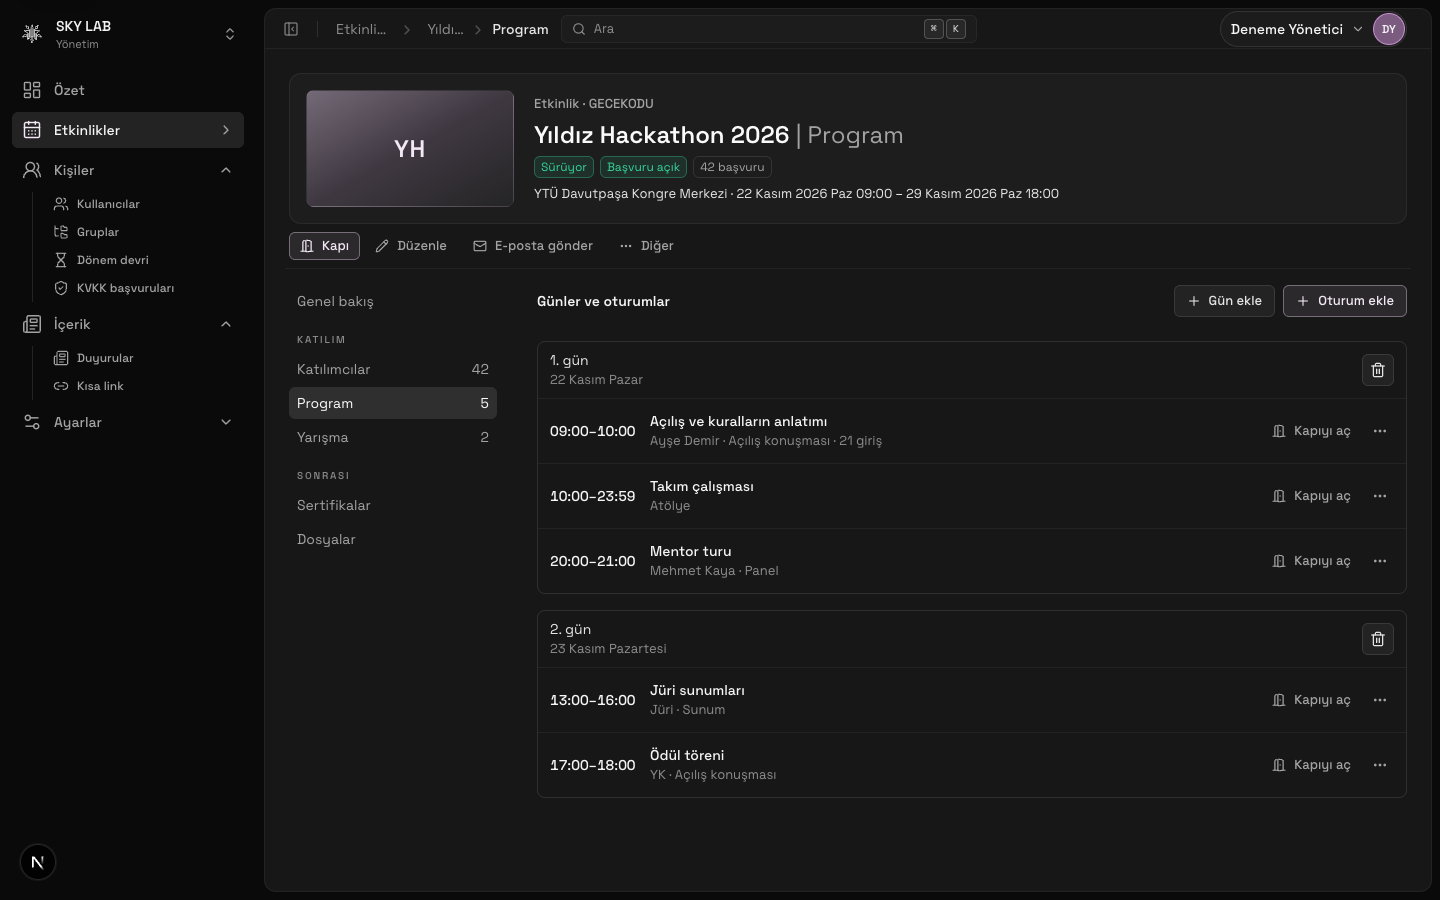 SKY LAB
Yönetim
Özet
Etkinlikler
Kişiler
Kullanıcılar
Gruplar
Dönem devri
KVKK başvuruları
İçerik
Duyurular
Kısa link
Ayarlar
N
Etkinli... Yıldı... Program
Ara
⌘ K
Deneme Yönetici
DY
YH
Etkinlik · GECEKODU
Yıldız Hackathon 2026 | Program
Sürüyor Başvuru açık 42 başvuru
YTÜ Davutpaşa Kongre Merkezi · 22 Kasım 2026 Paz 09:00 – 29 Kasım 2026 Paz 18:00
Kapı Düzenle E-posta gönder Diğer
Genel bakış
KATILIM
Katılımcılar 42
Program 5
Yarışma 2
SONRASI
Sertifikalar
Dosyalar
Günler ve oturumlar
Gün ekle
Oturum ekle
1. gün
22 Kasım Pazar
09:00–10:00
Açılış ve kuralların anlatımı
Ayşe Demir · Açılış konuşması · 21 giriş
Kapıyı aç
10:00–23:59
Takım çalışması
Atölye
Kapıyı aç
20:00–21:00
Mentor turu
Mehmet Kaya · Panel
Kapıyı aç
2. gün
23 Kasım Pazartesi
13:00–16:00
Jüri sunumları
Jüri · Sunum
Kapıyı aç
17:00–18:00
Ödül töreni
YK · Açılış konuşması
Kapıyı aç